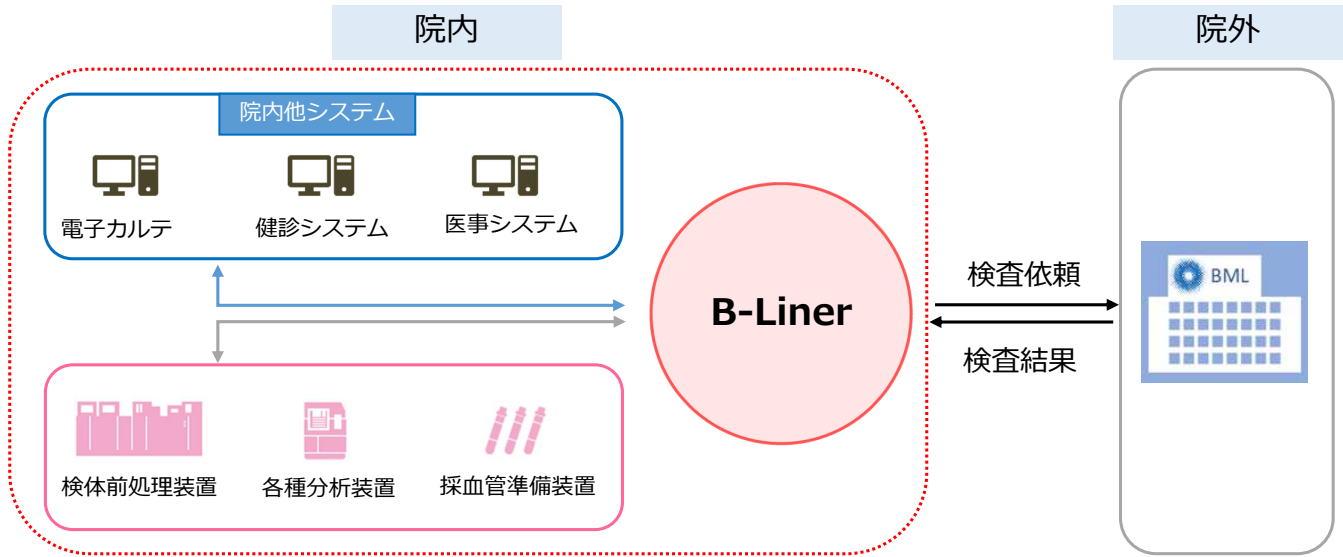 院内
院外
院内他システム
電子カルテ
健診システム
医事システム
B-Liner
検査依頼
検査結果
BML
検体前処理装置
各種分析装置
採血管準備装置